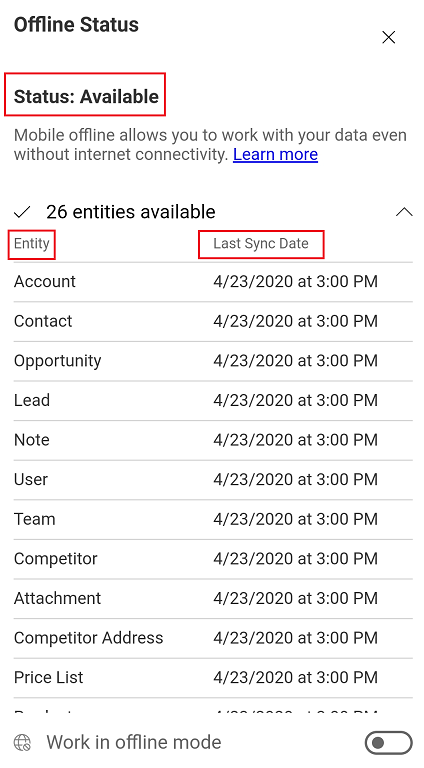 Offline Status
Status: Available
Mobile offline allows you to work with your data even
without internet connectivity. Learn more
26 entities available
Entity Last Sync Date
Account 4/23/2020 at 3:00 PM
Contact 4/23/2020 at 3:00 PM
Opportunity 4/23/2020 at 3:00 PM
Lead 4/23/2020 at 3:00 PM
Note 4/23/2020 at 3:00 PM
User 4/23/2020 at 3:00 PM
Team 4/23/2020 at 3:00 PM
Competitor 4/23/2020 at 3:00 PM
Attachment 4/23/2020 at 3:00 PM
Competitor Address 4/23/2020 at 3:00 PM
Price List 4/23/2020 at 3:00 PM
Work in offline mode